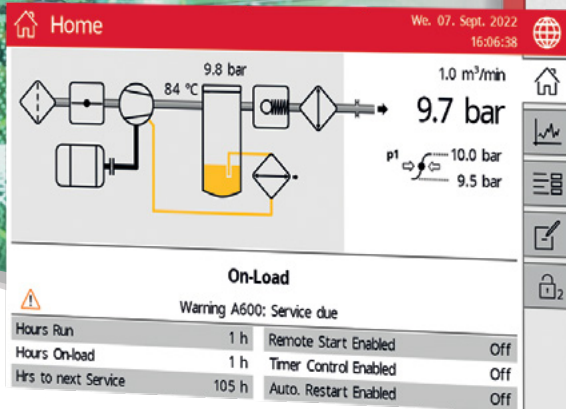 Home
We. 07. Sept. 2022
16:06:38
9.8 bar
84 °C
1.0 m³/min
9.7 bar
p1
10.0 bar
9.5 bar
On-Load
Warning A600: Service due
Hours Run 1 h
Remote Start Enabled Off
Hours On-load 1 h
Timer Control Enabled Off
Hrs to next Service 105 h
Auto. Restart Enabled Off
2